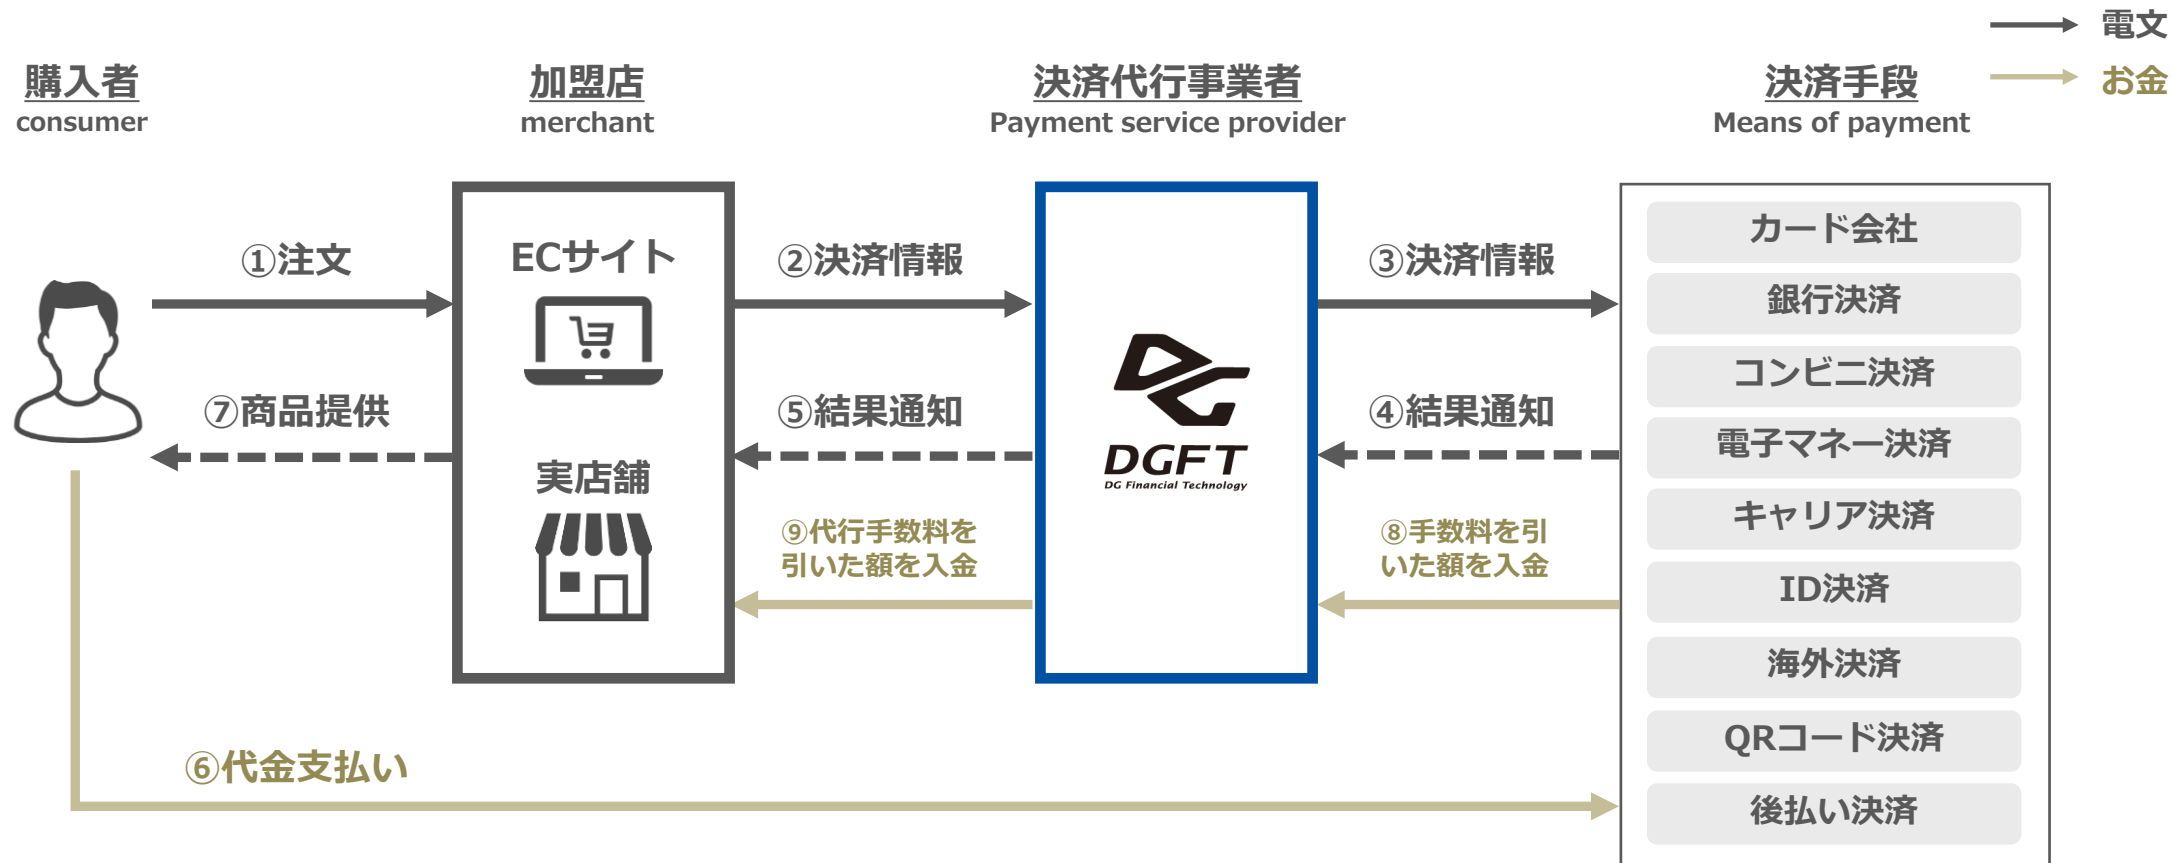 電文
お金
購入者
consumer
加盟店
merchant
決済代行事業者
Payment service provider
決済手段
Means of payment
①注文
ECサイト
②決済情報
③決済情報
⑦商品提供
実店舗
⑤結果通知
④結果通知
DGFT
DG Financial Technology
⑨代行手数料を
引いた額を入金
⑧手数料を引
いた額を入金
⑥代金支払い
カード会社
銀行決済
コンビニ決済
電子マネー決済
キャリア決済
ID決済
海外決済
QRコード決済
後払い決済